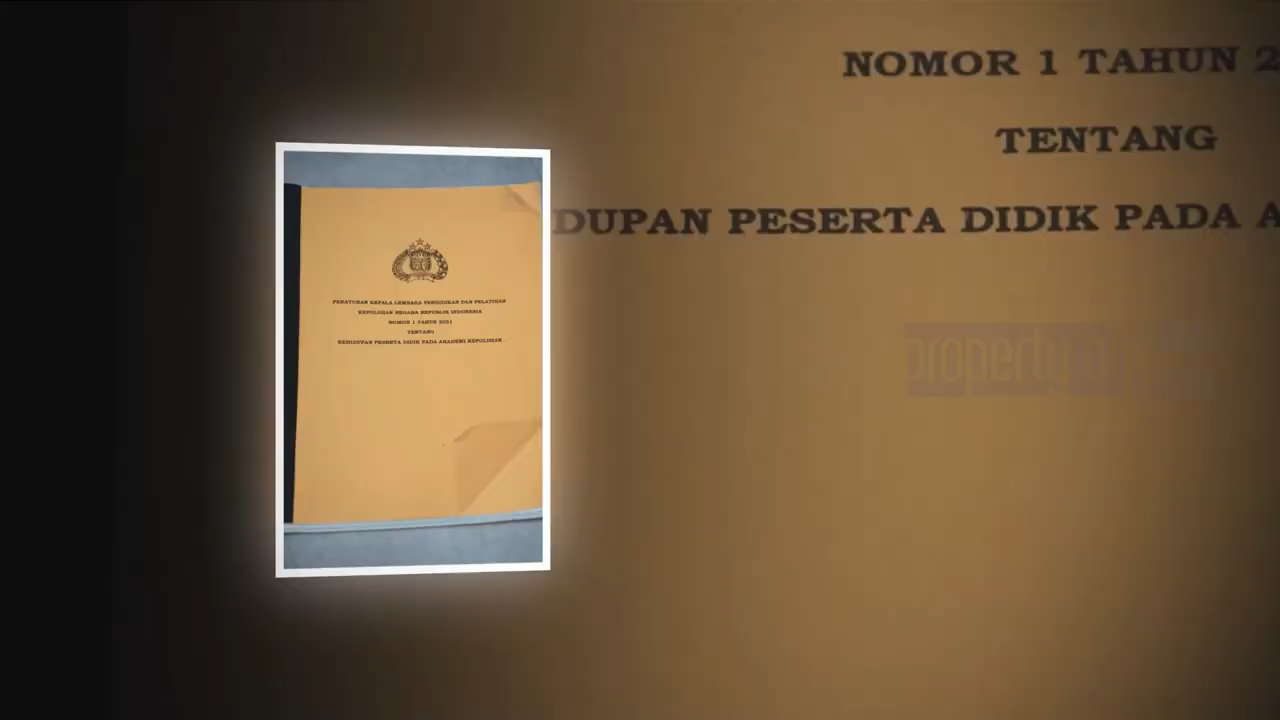 PERATURAN KEPALA LEMBAGA PENDIDIKAN DAN PELATIHAN
KEPOLISIAN NEGARA REPUBLIK INDONESIA
NOMOR 1 TAHUN 2021
TENTANG
KEHIDUPAN PESERTA DIDIK PADA AKADEMI KEPOLISIAN
NOMOR 1 TAHUN 2
TENTANG
DUPAN PESERTA DIDIK PADA A
property